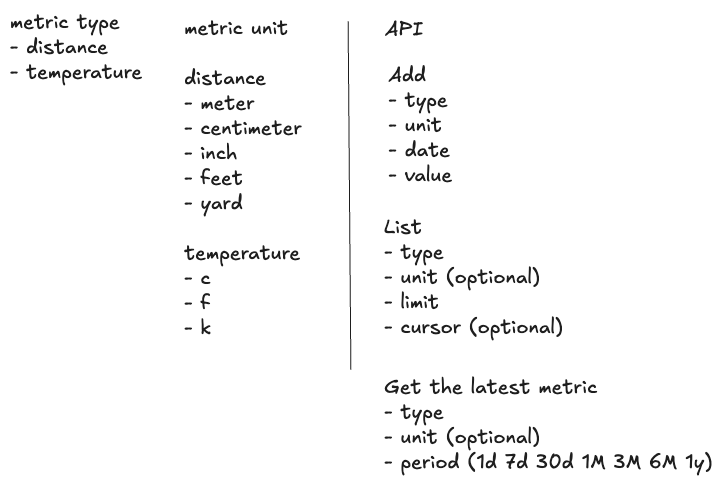 metric type
- distance
- temperature
metric unit
distance
- meter
- centimeter
- inch
- feet
- yard
temperature
- c
- f
- k
API
Add
- type
- unit
- date
- value
List
- type
- unit (optional)
- limit
- cursor (optional)
Get the latest metric
- type
- unit (optional)
- period (1d 7d 30d 1M 3M 6M 1y)